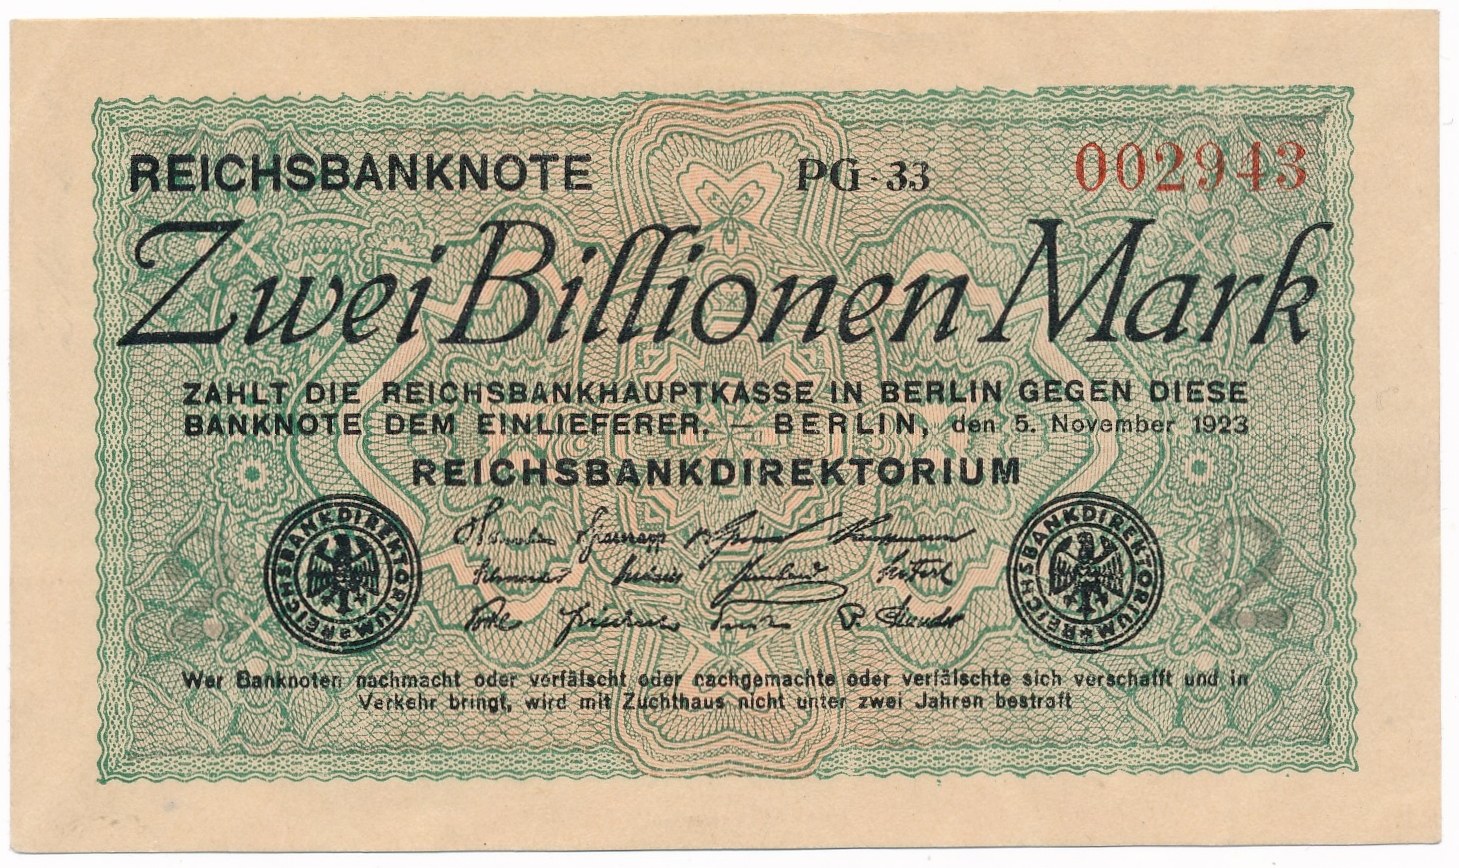 REICHSBANKNOTE PG·33 002943
Zwei Billionen Mark
ZAHLT DIE REICHSBANKHAUPTKASSE IN BERLIN GEGEN DIESE
BANKNOTE DEM EINLIEFERER. – BERLIN, den 5. November 1923
REICHSBANKDIREKTORIUM
REICHSBANKDIREKTORIUM
REICHSBANKDIREKTORIUM
2
Wer Banknoten nachmacht oder verfälscht oder nachgemachte oder verfälschte sich verschafft und in
Verkehr bringt, wird mit Zuchthaus nicht unter zwei Jahren bestraft